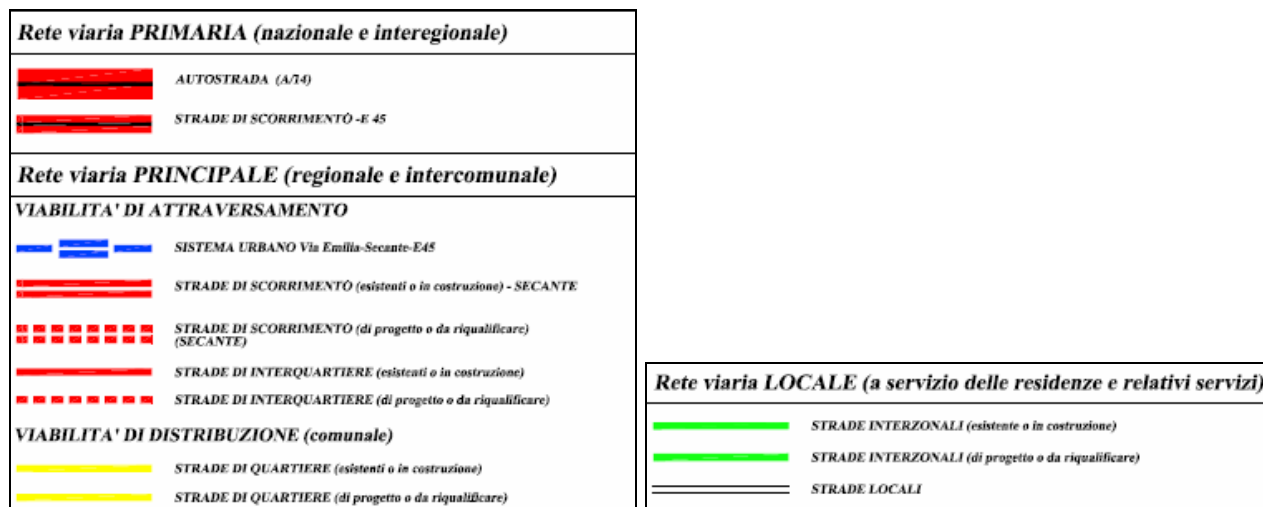 Rete viaria PRIMARIA (nazionale e interegionale)
AUTOSTRADA (A/14)
STRADE DI SCORRIMENTO -E 45
Rete viaria PRINCIPALE (regionale e intercomunale)
VIABILITA' DI ATTRAVERSAMENTO
SISTEMA URBANO Via Emilia-Secante-E45
STRADE DI SCORRIMENTO (esistenti o in costruzione) - SECANTE
STRADE DI SCORRIMENTO (di progetto o da riqualificare)
(SECANTE)
STRADE DI INTERQUARTIERE (esistenti o in costruzione)
STRADE DI INTERQUARTIERE (di progetto o da riqualificare)
VIABILITA' DI DISTRIBUZIONE (comunale)
STRADE DI QUARTIERE (esistenti o in costruzione)
STRADE DI QUARTIERE (di progetto o da riqualificare)
Rete viaria LOCALE (a servizio delle residenze e relativi servizi)
STRADE INTERZONALI (esistente o in costruzione)
STRADE INTERZONALI (di progetto o da riqualificare)
STRADE LOCALI